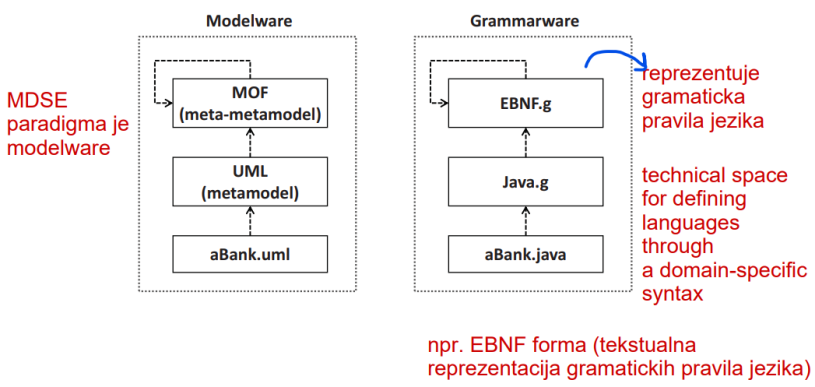 Modelware
Grammarware
MDSE
paradigma je
modelware
MOF
(meta-metamodel)
UML
(metamodel)
aBank.uml
EBNF.g
Java.g
aBank.java
reprezentuje
gramaticka
pravila jezika
technical space
for defining
languages
through
a domain-specific
syntax
npr. EBNF forma (tekstualna
reprezentacija gramatickih pravila jezika)